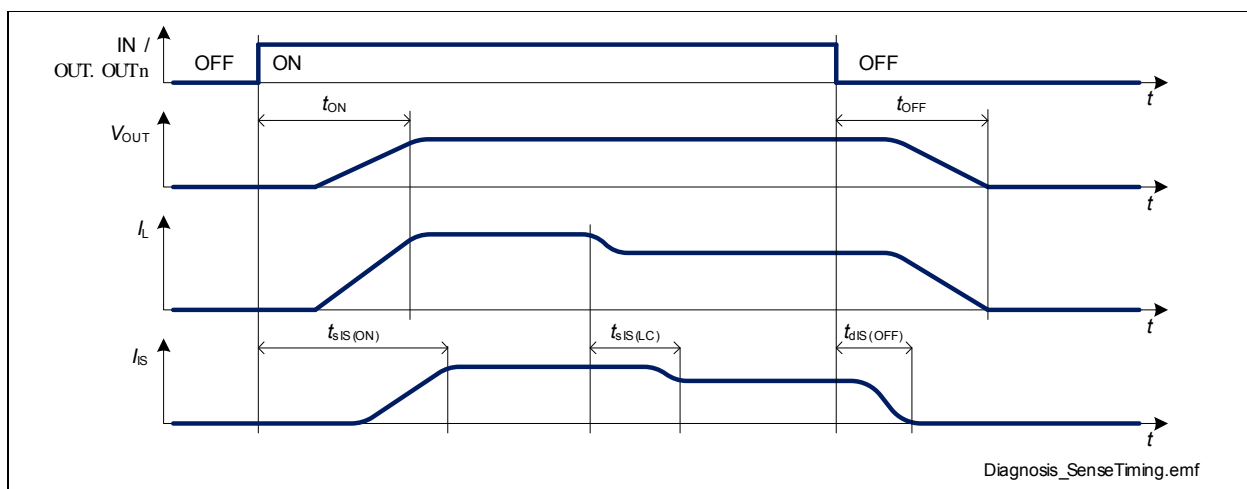 IN /
OUT. OUTn
OFF
ON
OFF
t
tON
tOFF
VOUT
t
IL
t
tsIS(ON)
tsIS(LC)
tdIS(OFF)
IIS
t
Diagnosis_SenseTiming.emf